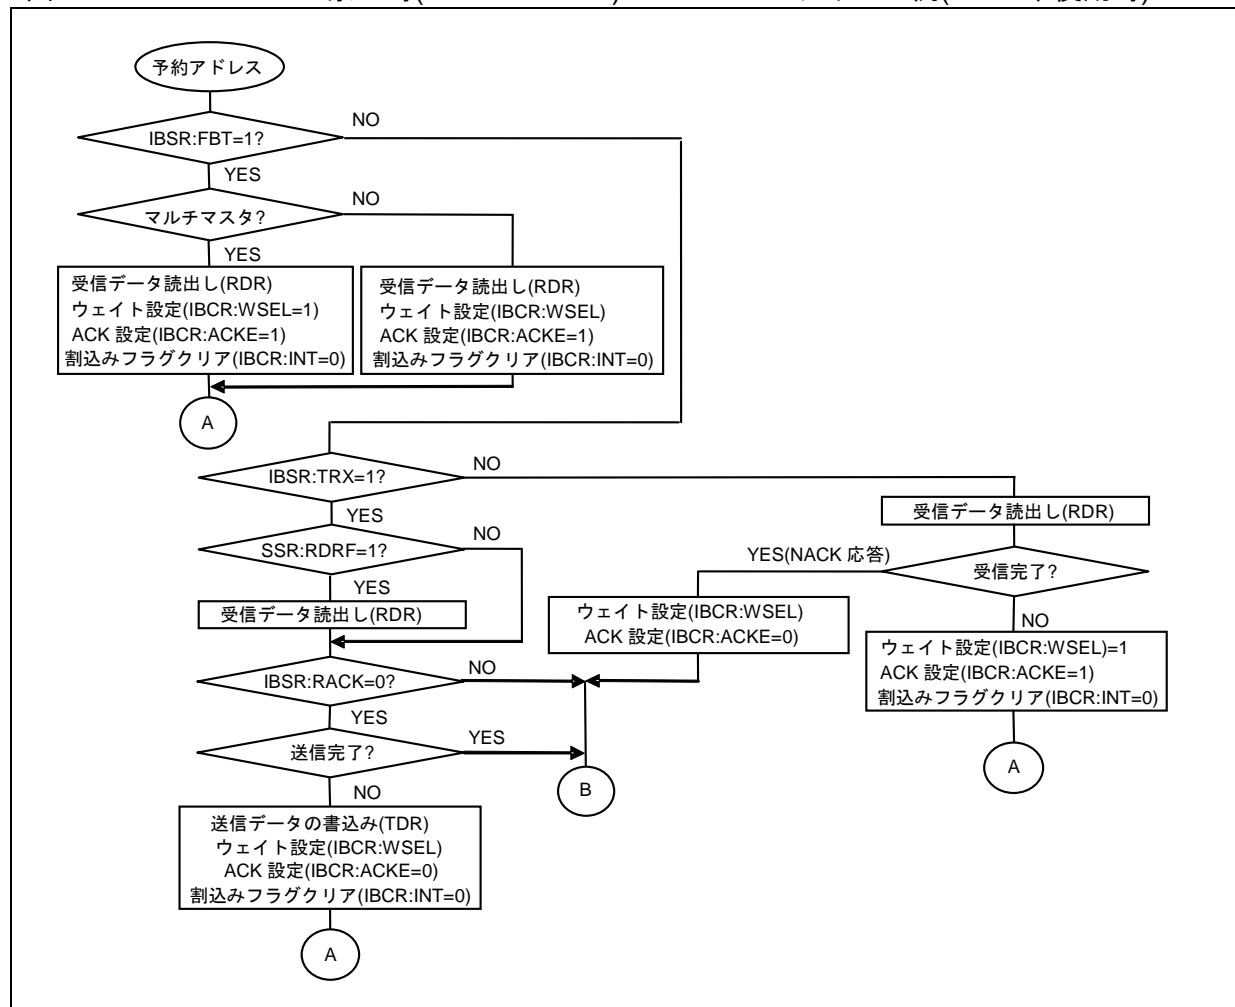 予約アドレス
IBSR:FBT=1?
NO
YES
マルチマスタ?
NO
YES
受信データ読出し(RDR)
ウェイト設定(IBCR:WSEL=1)
ACK 設定(IBCR:ACKE=1)
割込みフラグクリア(IBCR:INT=0)
受信データ読出し(RDR)
ウェイト設定(IBCR:WSEL)
ACK 設定(IBCR:ACKE=1)
割込みフラグクリア(IBCR:INT=0)
A
IBSR:TRX=1?
NO
YES
受信データ読出し(RDR)
SSR:RDRF=1?
NO
YES
受信データ読出し(RDR)
YES(NACK 応答)
受信完了?
NO
ウェイト設定(IBCR:WSEL)
ACK 設定(IBCR:ACKE=0)
ウェイト設定(IBCR:WSEL)=1
ACK 設定(IBCR:ACKE=1)
割込みフラグクリア(IBCR:INT=0)
IBSR:RACK=0?
NO
YES
送信完了?
YES
NO
B
A
送信データの書込み(TDR)
ウェイト設定(IBCR:WSEL)
ACK 設定(IBCR:ACKE=0)
割込みフラグクリア(IBCR:INT=0)
A